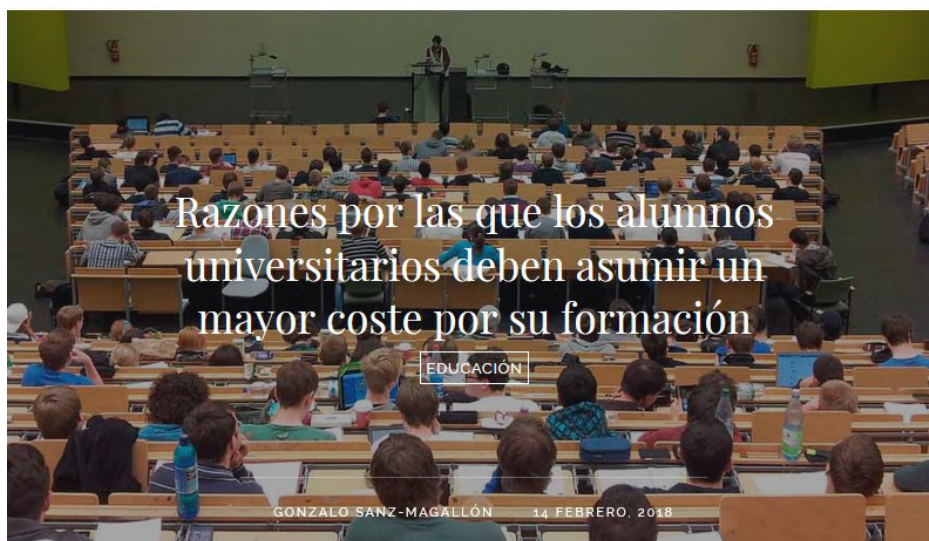 Razones por las que los alumnos
universitarios deben asumir un
mayor coste por su formación
EDUCACIÓN
GONZALO SANZ-MAGALLÓN 14 FEBRERO, 2018